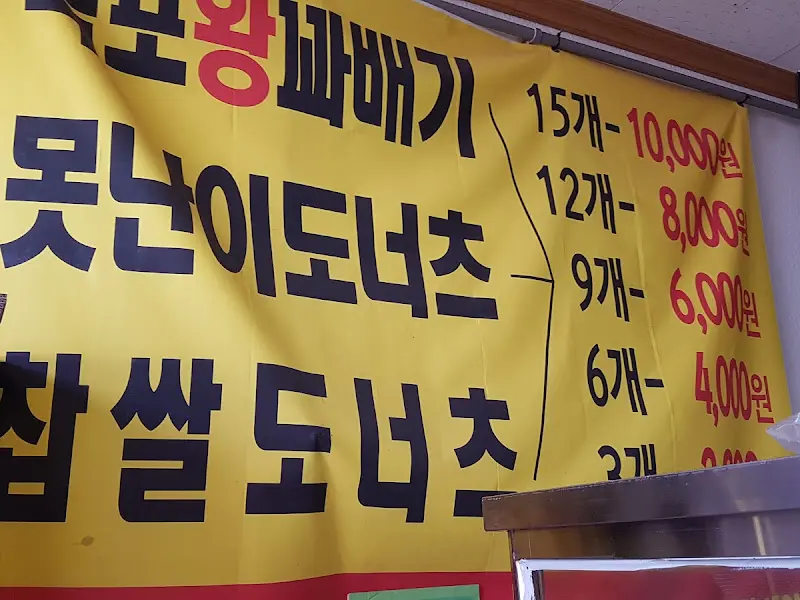 왕꽈배기
못난이도너츠
찹쌀도너츠
15개- 10,000원
12개- 8,000원
9개- 6,000원
6개- 4,000원
3개